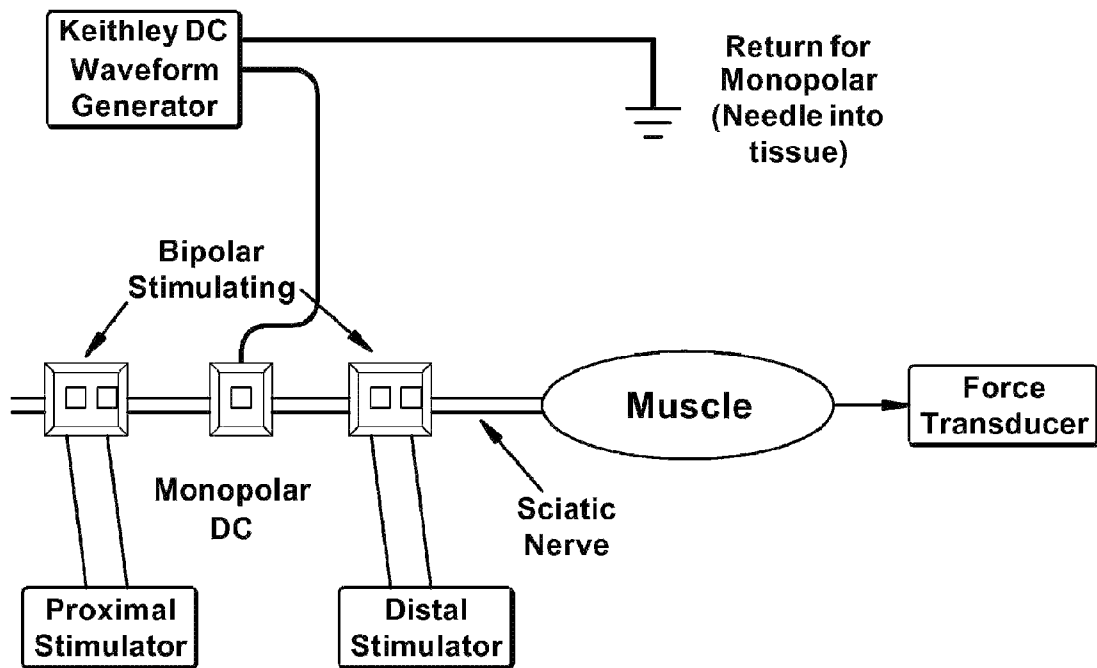 Keithley DC
Waveform
Generator
Return for
Monopolar
(Needle into
tissue)
Bipolar
Stimulating
Muscle
Force
Transducer
Monopolar
DC
Sciatic
Nerve
Proximal
Stimulator
Distal
Stimulator